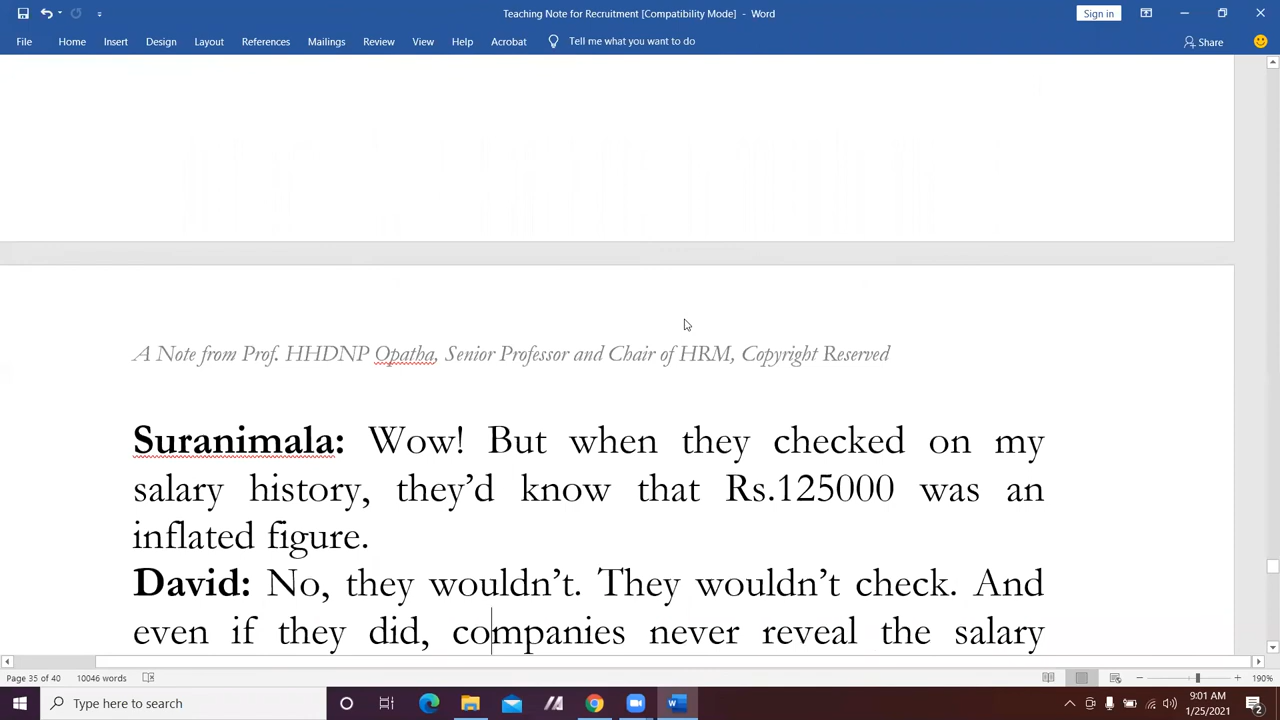 Teaching Note for Recruitment [Compatibility Mode] - Word
Sign in
File Home Insert Design Layout References Mailings Review View Help Acrobat Tell me what you want to do Share
A Note from Prof. HHDNP Opatha, Senior Professor and Chair of HRM, Copyright Reserved
Suranimala: Wow! But when they checked on my
salary history, they’d know that Rs.125000 was an
inflated figure.
David: No, they wouldn’t. They wouldn’t check. And
even if they did, companies never reveal the salary
Page 35 of 40 10046 words 190%
Type here to search
9:01 AM
1/25/2021
2